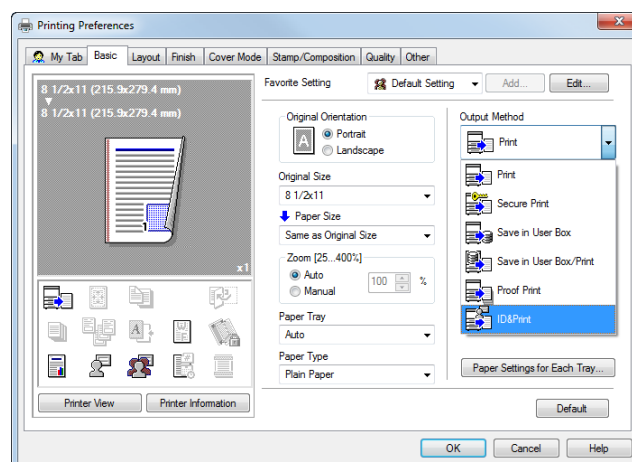 Printing Preferences
My Tab Basic Layout Finish Cover Mode Stamp/Composition Quality Other
8 1/2x11 (215.9x279.4 mm)
8 1/2x11 (215.9x279.4 mm)
1
x1
Printer View Printer Information
Favorite Setting Default Setting Add... Edit...
Original Orientation
A Portrait
Landscape
Original Size
8 1/2x11
Paper Size
Same as Original Size
Zoom [25...400%]
Auto
Manual
100 %
Paper Tray
Auto
Paper Type
Plain Paper
Output Method
Print
Print
Secure Print
Save in User Box
Save in User Box/Print
Proof Print
ID&Print
Paper Settings for Each Tray...
Default
OK Cancel Help